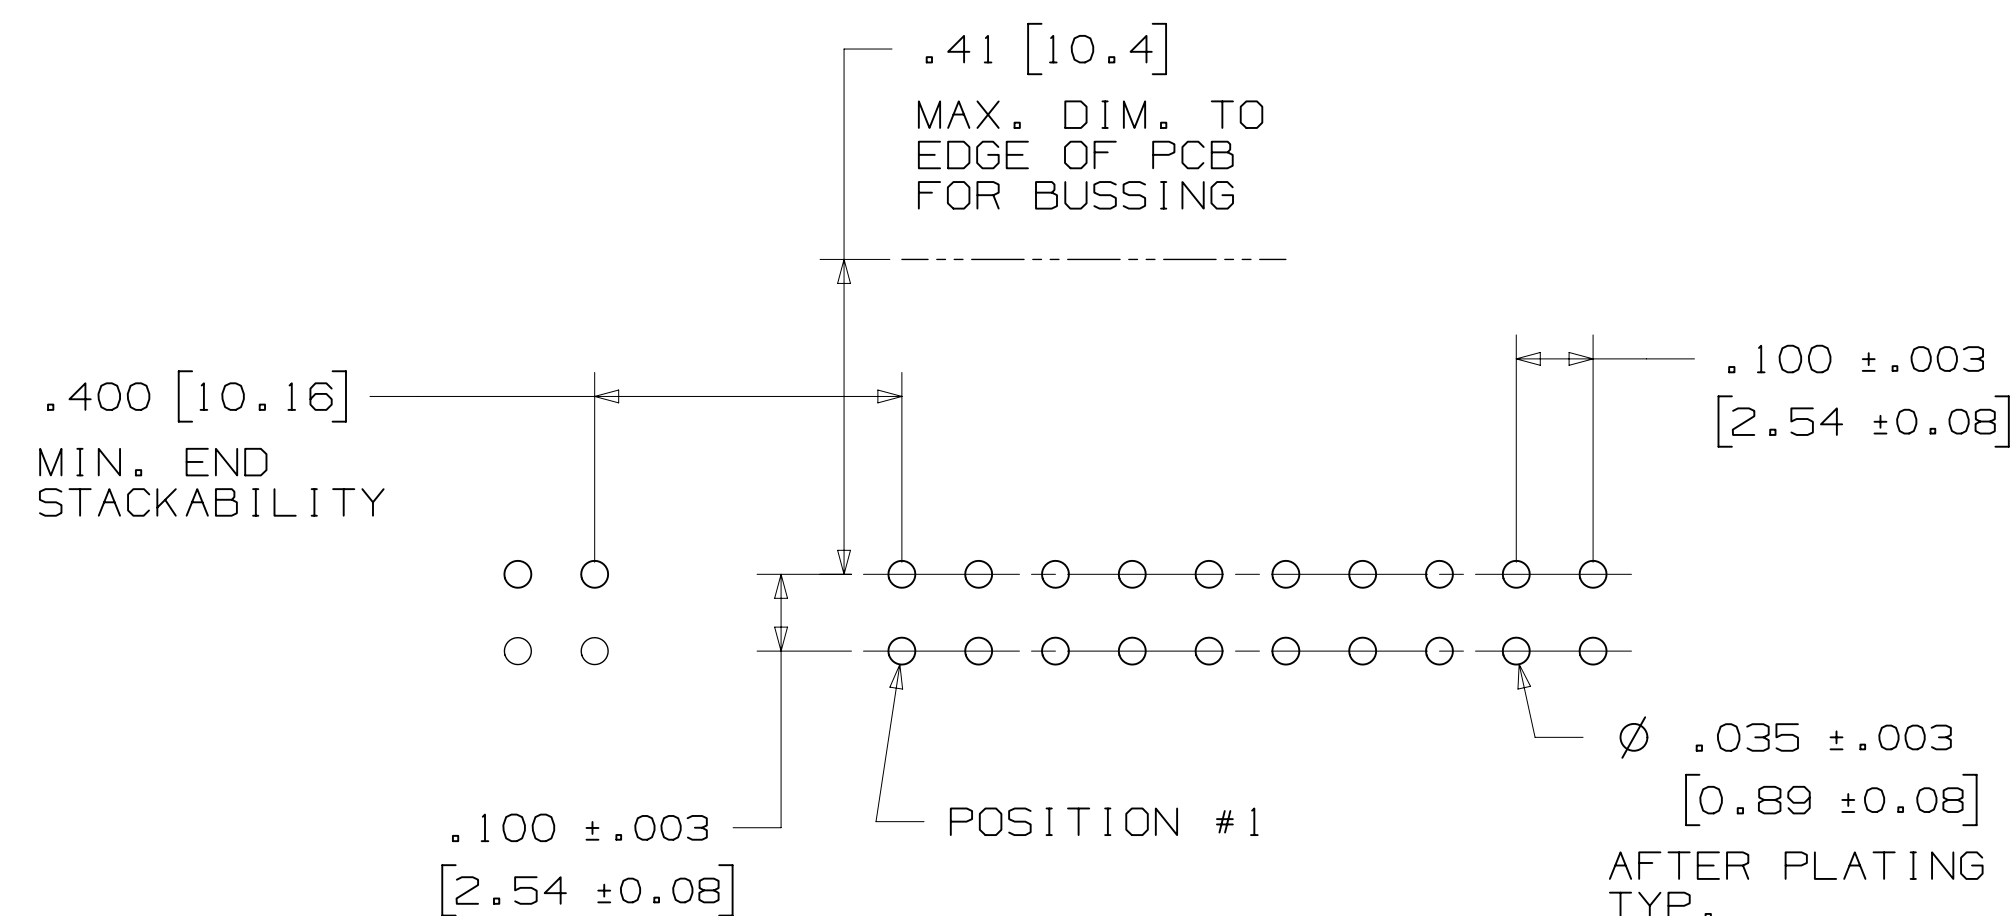 .41 [10.4]
MAX. DIM. TO
EDGE OF PCB
FOR BUSSING
.400 [10.16]
MIN. END
STACKABILITY
.100 ±.003
[2.54 ±0.08]
Ø .035 ±.003
[0.89 ±0.08]
AFTER PLATING
TYP.
POSITION #1
.100 ±.003
[2.54 ±0.08]